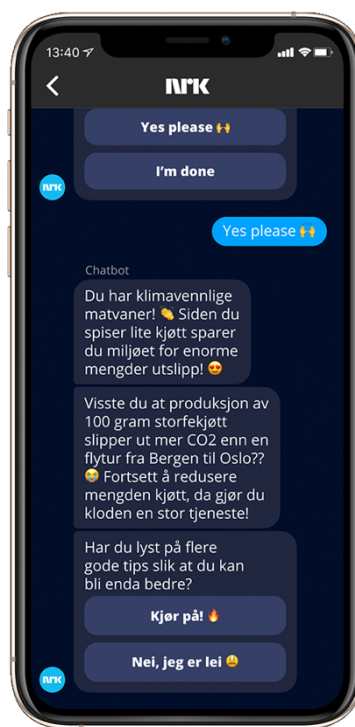 13:40
NRK
Yes please 🙌
I'm done
NRK
Yes please 🙌
Chatbot
Du har klimavennlige
matvaner! 👏 Siden du
spiser lite kjøtt sparer
du miljøet for enorme
mengder utslipp! 😍
Visste du at produksjon av
100 gram storfekjøtt
slipper ut mer CO2 enn en
flytur fra Bergen til Oslo??
😭 Fortsett å redusere
mengden kjøtt, da gjør du
kloden en stor tjeneste!
Har du lyst på flere
gode tips slik at du kan
bli enda bedre?
Kjør på! 🔥
Nei, jeg er lei 😩
NRK